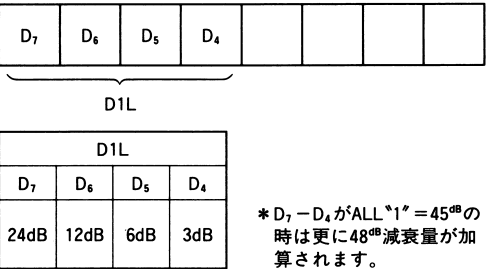 D₇ D₆ D₅ D₄
D1L
D1L
D₇ D₆ D₅ D₄
24dB 12dB 6dB 3dB
＊D₇－D₄がALL〝1〞＝45dBの
時は更に48dB減衰量が加
算されます。